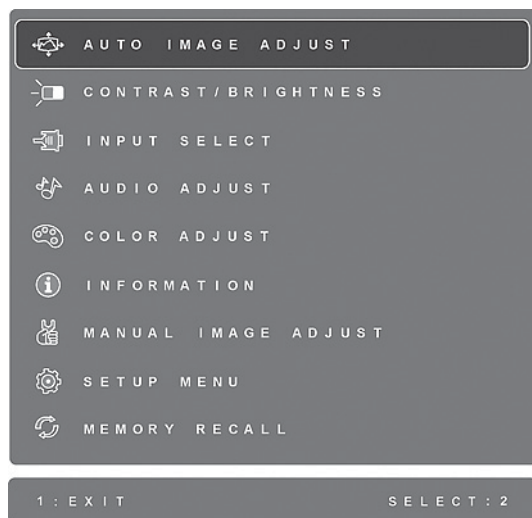 AUTO IMAGE ADJUST
CONTRAST/BRIGHTNESS
INPUT SELECT
AUDIO ADJUST
COLOR ADJUST
INFORMATION
MANUAL IMAGE ADJUST
SETUP MENU
MEMORY RECALL
1:EXIT SELECT:2